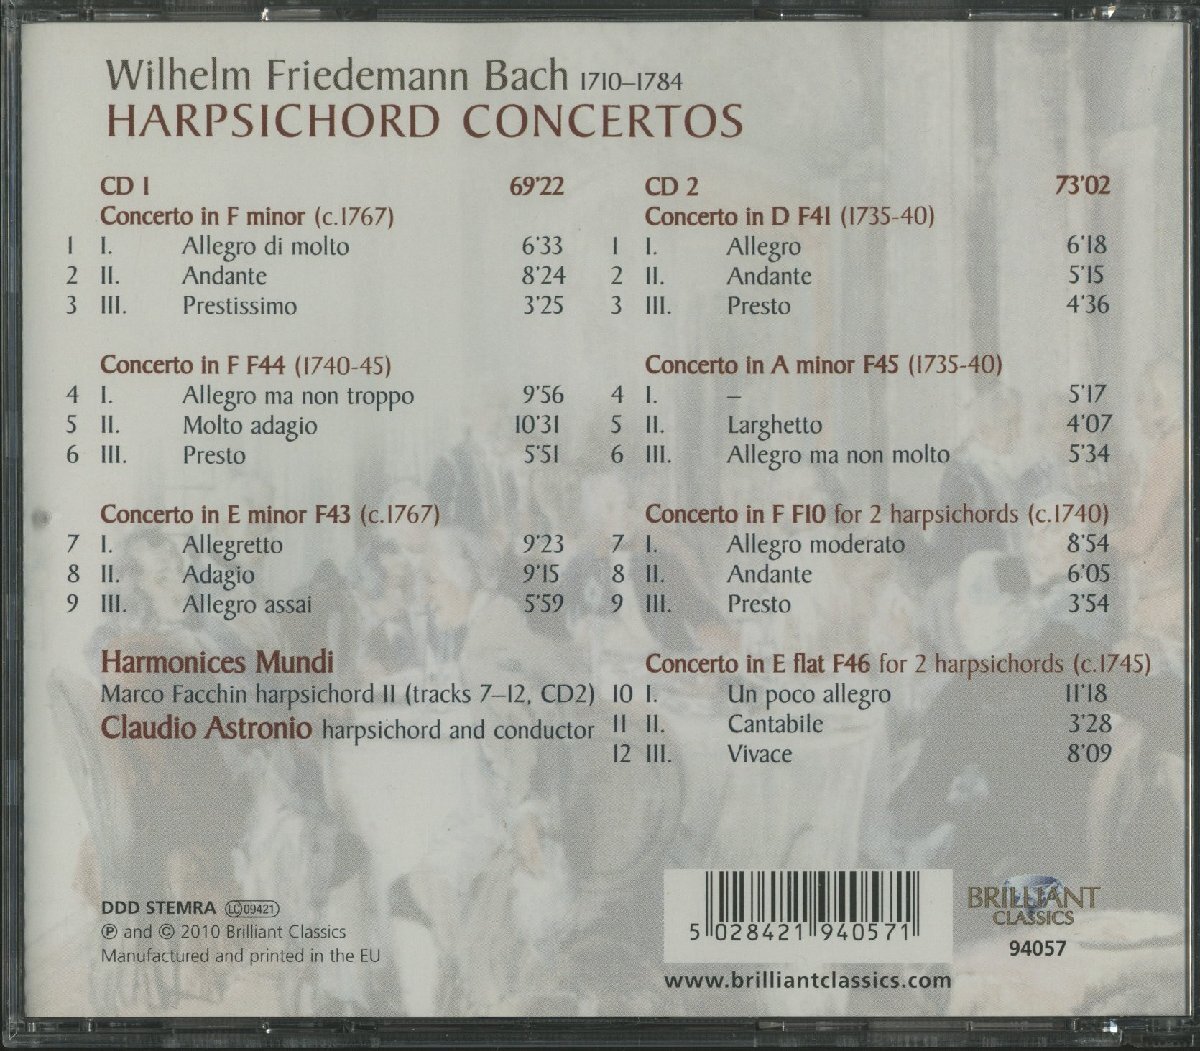 Wilhelm Friedemann Bach 1710–1784
HARPSICHORD CONCERTOS
CD 1 69'22
Concerto in F minor (c.1767)
1 I. Allegro di molto 6'33
2 II. Andante 8'24
3 III. Prestissimo 3'25
Concerto in F F44 (1740-45)
4 I. Allegro ma non troppo 9'56
5 II. Molto adagio 10'31
6 III. Presto 5'51
Concerto in E minor F43 (c.1767)
7 I. Allegretto 9'23
8 II. Adagio 9'15
9 III. Allegro assai 5'59
Harmonices Mundi
Marco Facchin harpsichord II (tracks 7–12, CD2)
Claudio Astronio harpsichord and conductor
CD 2 73'02
Concerto in D F41 (1735-40)
1 I. Allegro 6'18
2 II. Andante 5'15
3 III. Presto 4'36
Concerto in A minor F45 (1735-40)
4 I. – 5'17
5 II. Larghetto 4'07
6 III. Allegro ma non molto 5'34
Concerto in F F10 for 2 harpsichords (c.1740)
7 I. Allegro moderato 8'54
8 II. Andante 6'05
9 III. Presto 3'54
Concerto in E flat F46 for 2 harpsichords (c.1745)
10 I. Un poco allegro 11'18
11 II. Cantabile 3'28
12 III. Vivace 8'09
DDD STEMRA LC 09421
℗ and © 2010 Brilliant Classics
Manufactured and printed in the EU
5 028421 940571
www.brilliantclassics.com
BRILLIANT
CLASSICS
94057